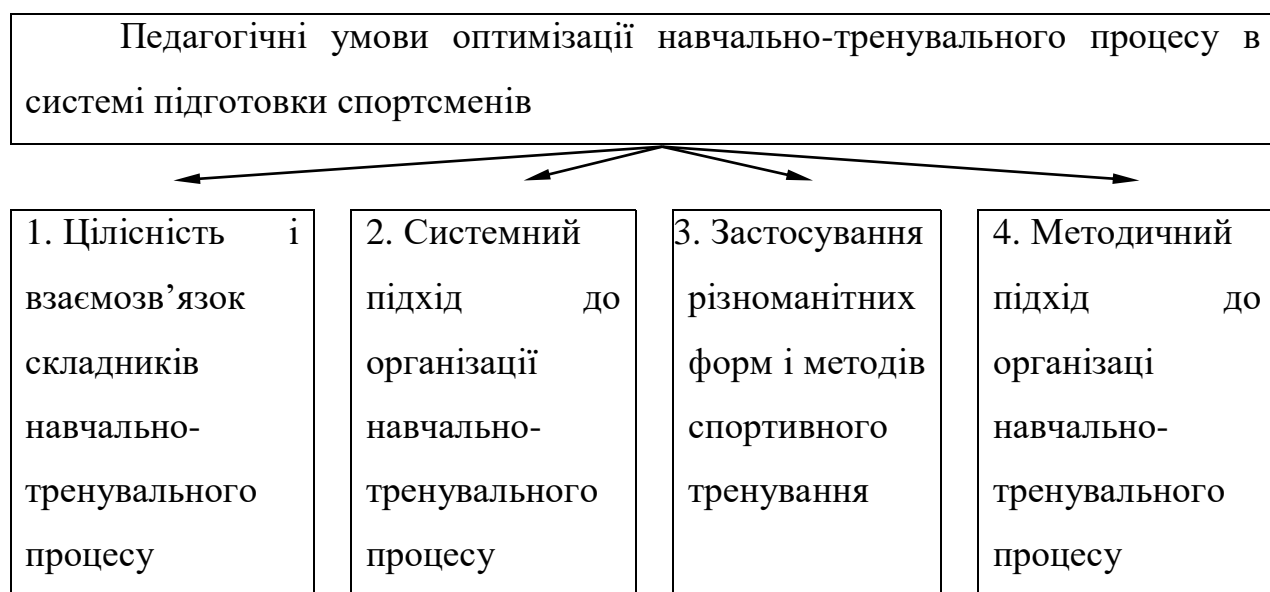 Педагогічні умови оптимізації навчально-тренувального процесу в
системі підготовки спортсменів
1. Цілісність і
взаємозв’язок
складників
навчально-
тренувального
процесу
2. Системний
підхід до
організації
навчально-
тренувального
процесу
3. Застосування
різноманітних
форм і методів
спортивного
тренування
4. Методичний
підхід до
організаці
навчально-
тренувального
процесу